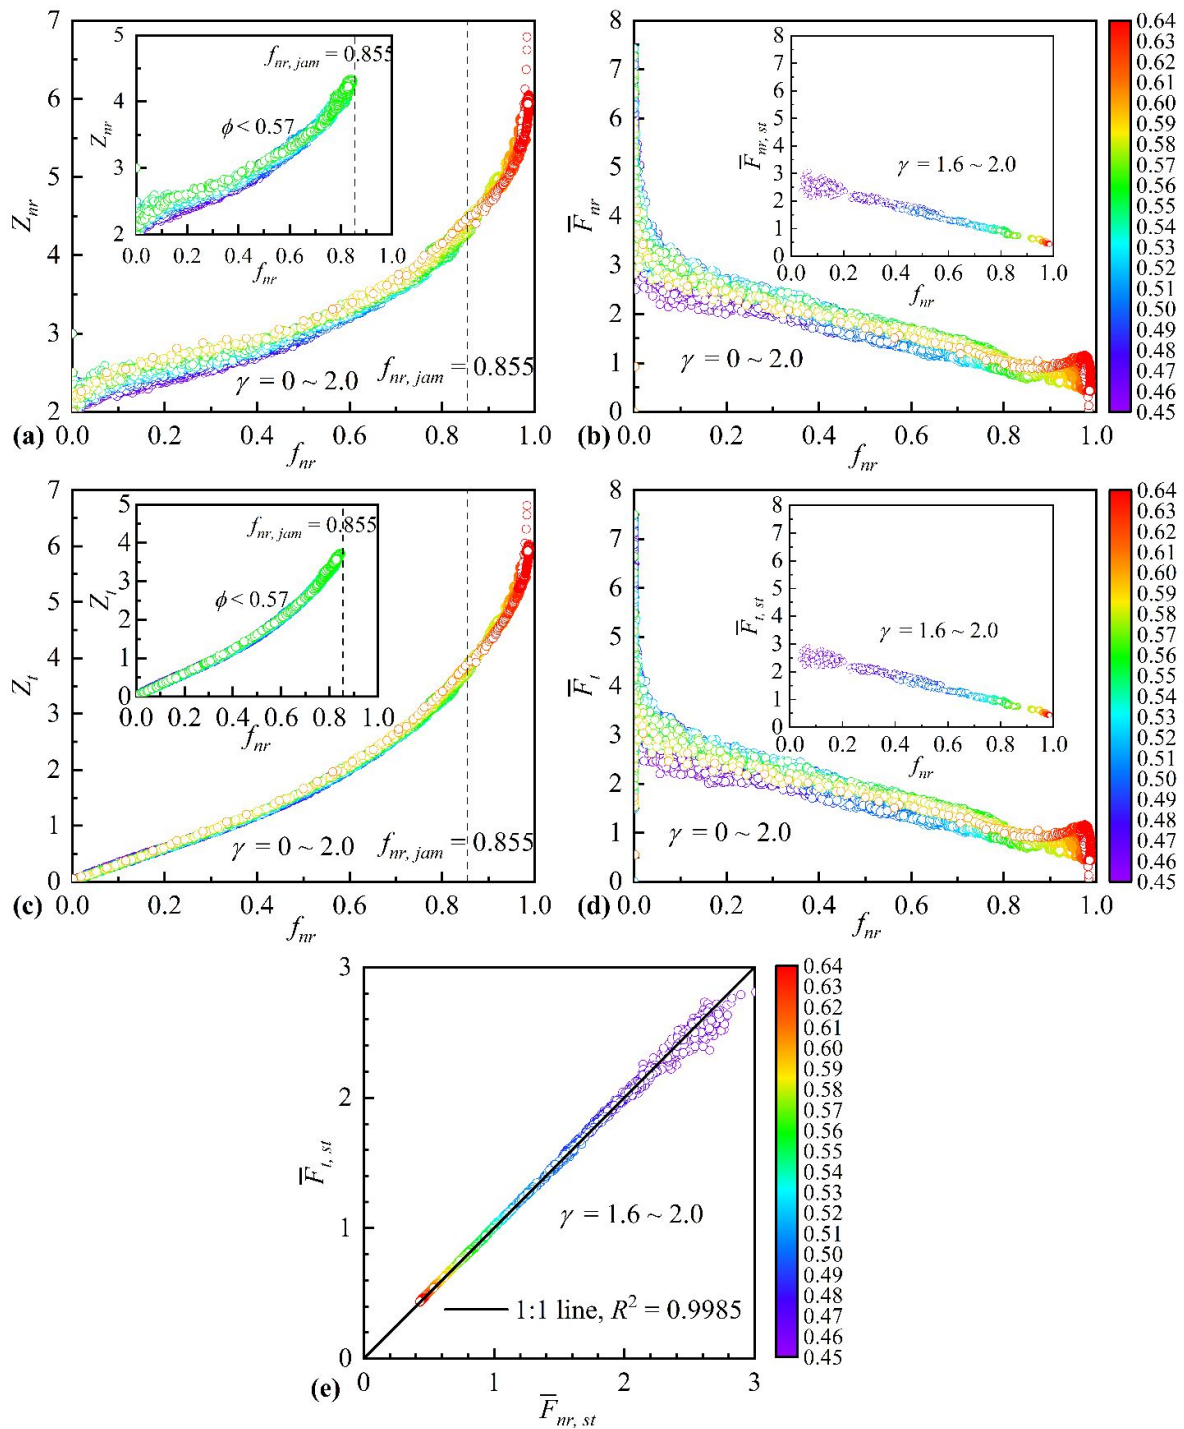 7
6
5
4
3
2
Z_nr
0.0 0.2 0.4 0.6 0.8 1.0
f_nr
(a)
γ = 0 ~ 2.0
f_nr, jam = 0.855
5
4
3
2
Z_nr
0.0 0.2 0.4 0.6 0.8 1.0
f_nr
f_nr, jam = 0.855
ϕ < 0.57
8
7
6
5
4
3
2
1
0
F̅_nr
0.0 0.2 0.4 0.6 0.8 1.0
f_nr
(b)
γ = 0 ~ 2.0
8
7
6
5
4
3
2
1
0
F̅_nr, st
0.0 0.2 0.4 0.6 0.8 1.0
f_nr
γ = 1.6 ~ 2.0
0.64
0.63
0.62
0.61
0.60
0.59
0.58
0.57
0.56
0.55
0.54
0.53
0.52
0.51
0.50
0.49
0.48
0.47
0.46
0.45
7
6
5
4
3
2
1
0
Z_t
0.0 0.2 0.4 0.6 0.8 1.0
f_nr
(c)
γ = 0 ~ 2.0
f_nr, jam = 0.855
5
4
3
2
1
0
Z_t
0.0 0.2 0.4 0.6 0.8 1.0
f_nr
f_nr, jam = 0.855
ϕ < 0.57
8
7
6
5
4
3
2
1
0
F̅_t
0.0 0.2 0.4 0.6 0.8 1.0
f_nr
(d)
γ = 0 ~ 2.0
8
7
6
5
4
3
2
1
0
F̅_t, st
0.0 0.2 0.4 0.6 0.8 1.0
f_nr
γ = 1.6 ~ 2.0
0.64
0.63
0.62
0.61
0.60
0.59
0.58
0.57
0.56
0.55
0.54
0.53
0.52
0.51
0.50
0.49
0.48
0.47
0.46
0.45
3
2
1
0
F̅_t, st
0 1 2 3
F̅_nr, st
(e)
γ = 1.6 ~ 2.0
1:1 line, R² = 0.9985
0.64
0.63
0.62
0.61
0.60
0.59
0.58
0.57
0.56
0.55
0.54
0.53
0.52
0.51
0.50
0.49
0.48
0.47
0.46
0.45